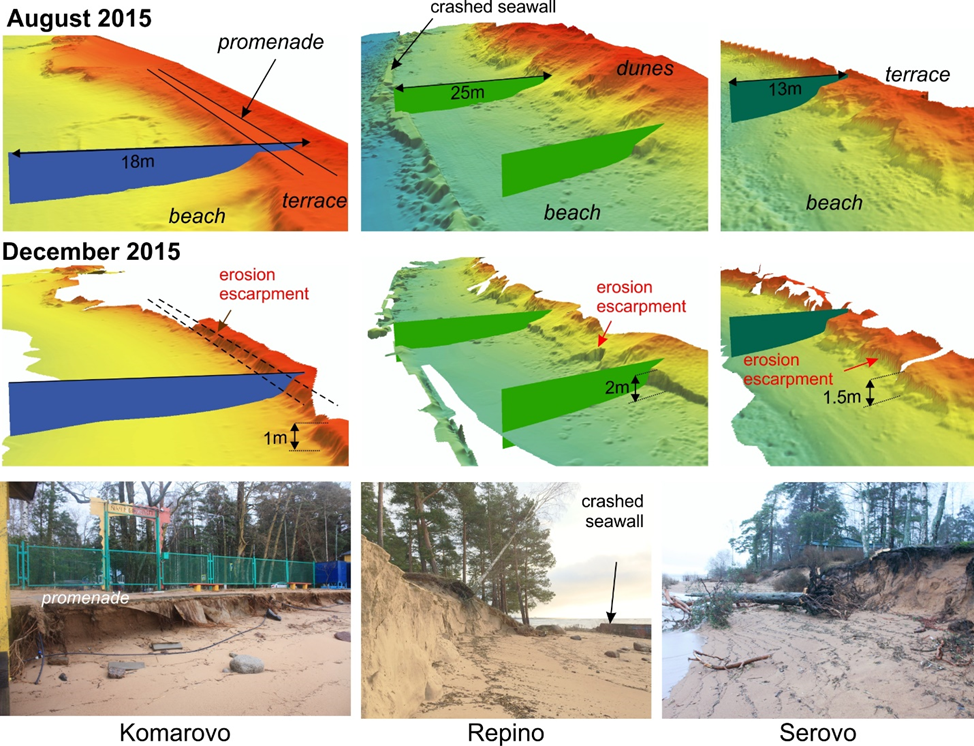 August 2015
crashed seawall
promenade
18m
beach
terrace
dunes
25m
beach
terrace
13m
beach
December 2015
erosion
escarpment
1m
erosion
escarpment
2m
erosion
escarpment
1.5m
promenade
crashed
seawall
Komarovo
Repino
Serovo